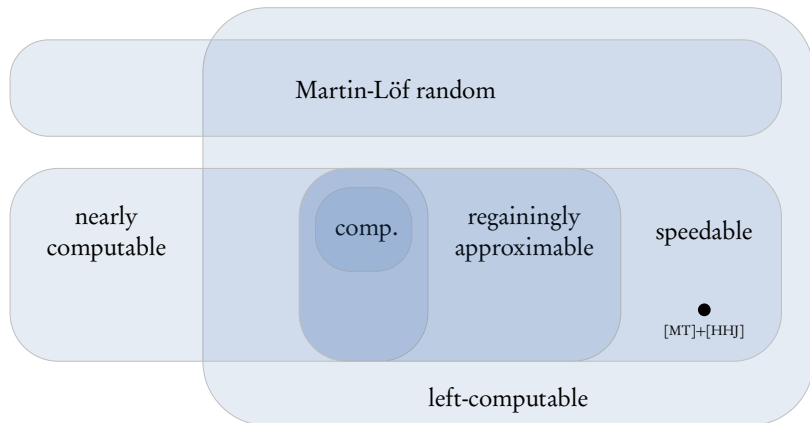 Martin-Löf random
nearly
computable
comp.
regainingly
approximable
speedable
[MT]+[HHJ]
left-computable